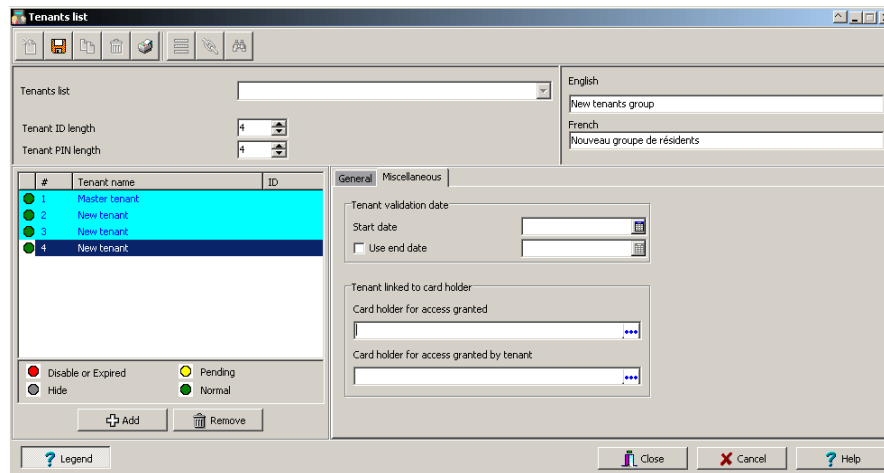 Tenants list
Tenants list
Tenant ID length 4
Tenant PIN length 4
English
New tenants group
French
Nouveau groupe de résidents
# Tenant name ID
1 Master tenant
2 New tenant
3 New tenant
4 New tenant
Disable or Expired Pending
Hide Normal
Add Remove
General Miscellaneous
Tenant validation date
Start date
Use end date
Tenant linked to card holder
Card holder for access granted
Card holder for access granted by tenant
? Legend
Close Cancel ? Help